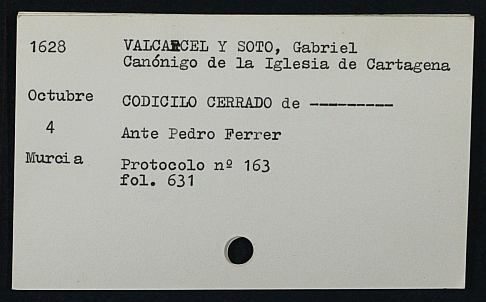 1628 VALCARCEL Y SOTO, Gabriel
Canónigo de la Iglesia de Cartagena
Octubre CODICILO CERRADO de ---------
4 Ante Pedro Ferrer
Murcia Protocolo nº 163
fol. 631